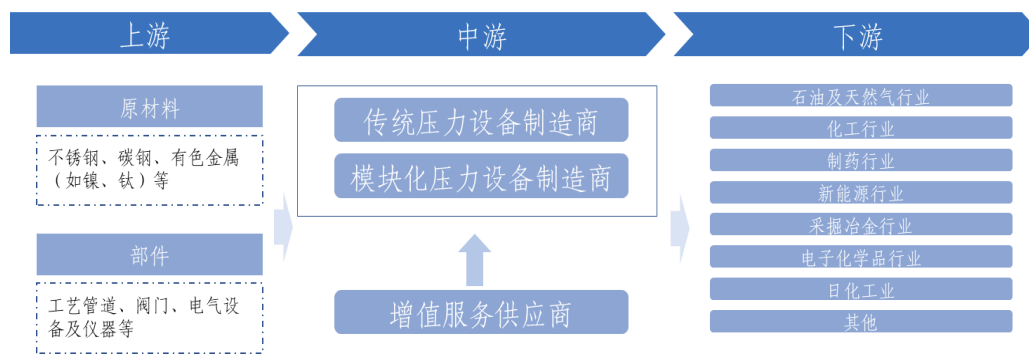 上游
中游
下游
原材料
不锈钢、碳钢、有色金属
（如镍、钛）等
部件
工艺管道、阀门、电气设
备及仪器等
传统压力设备制造商
模块化压力设备制造商
增值服务供应商
石油及天然气行业
化工行业
制药行业
新能源行业
采掘冶金行业
电子化学品行业
日化工业
其他